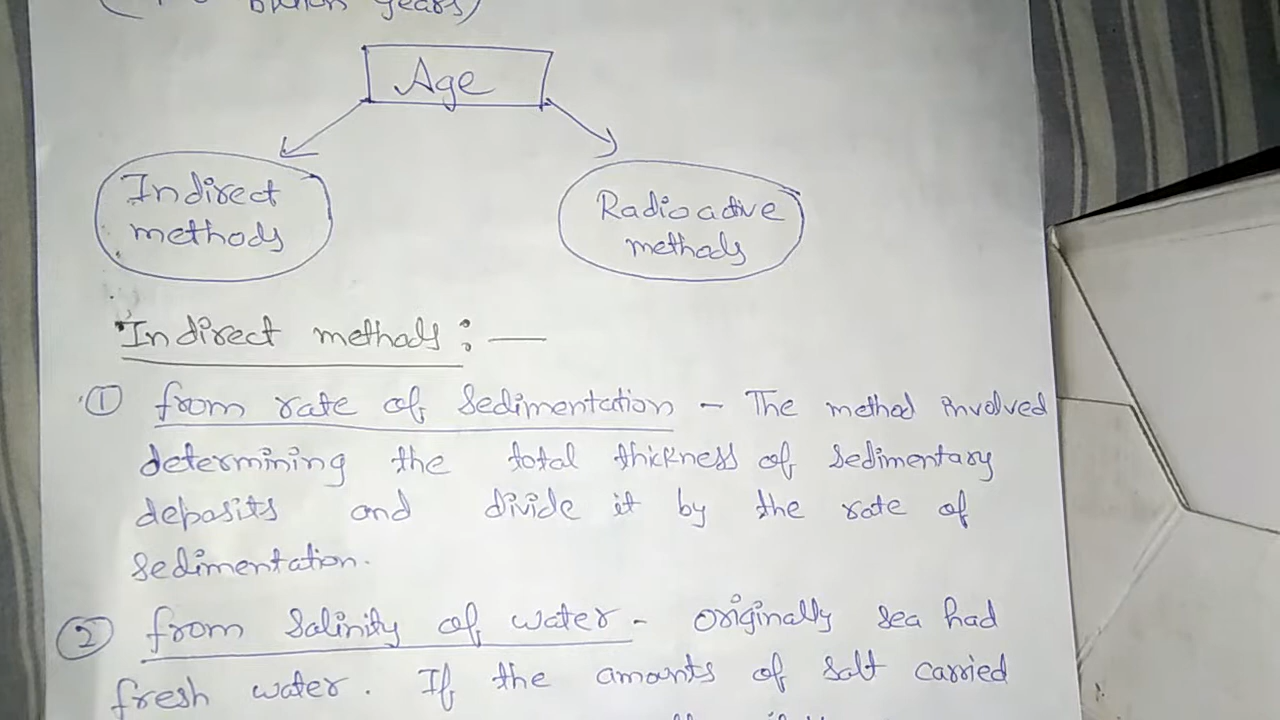 billion years)
Age
Indirect
methods
Radioactive
methods
Indirect methods :—
① from rate of Sedimentation - The method involved
determining the total thickness of sedimentary
deposits and divide it by the rate of
sedimentation.
② from Salinity of water - originally sea had
fresh water. If the amounts of salt carried